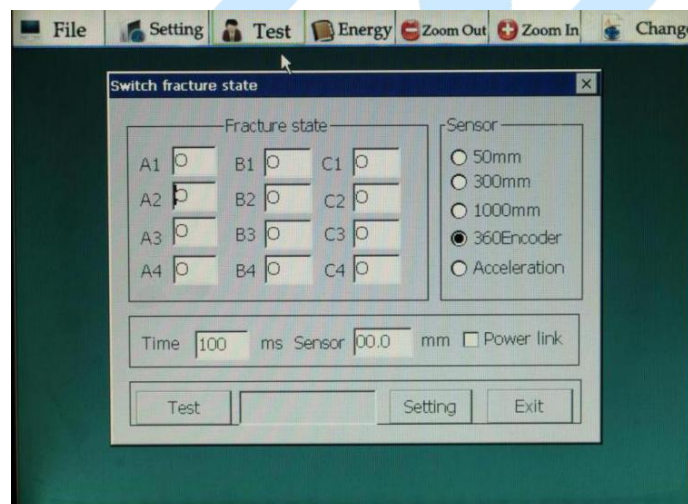 File Setting Test Energy Zoom Out Zoom In Change
Switch fracture state
Fracture state
A1 O B1 O C1 O
A2 O B2 O C2 O
A3 O B3 O C3 O
A4 O B4 O C4 O
Sensor
50mm
300mm
1000mm
360Encoder
Acceleration
Time 100 ms Sensor 00.0 mm Power link
Test Setting Exit